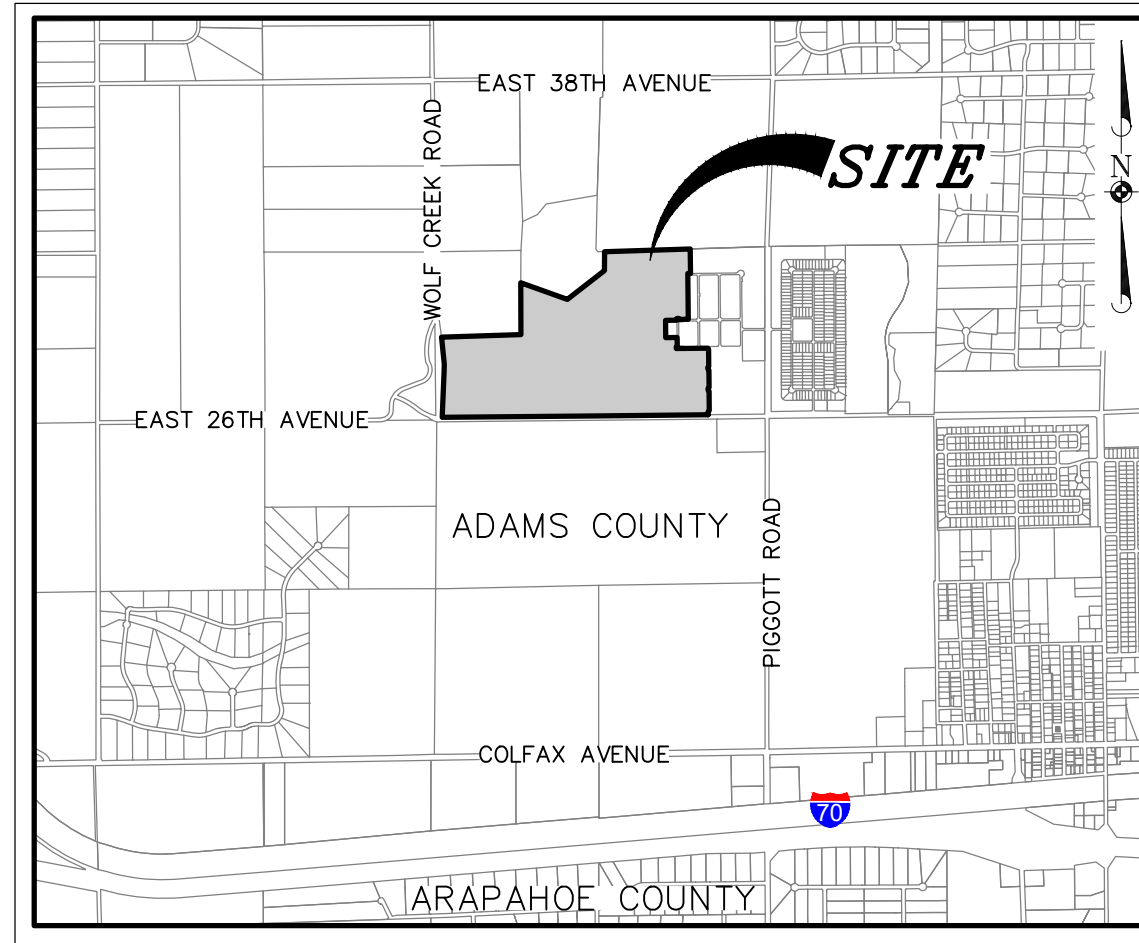 EAST 38TH AVENUE
WOLF CREEK ROAD
SITE
N
EAST 26TH AVENUE
ADAMS COUNTY
PIGGOTT ROAD
COLFAX AVENUE
70
ARAPAHOE COUNTY